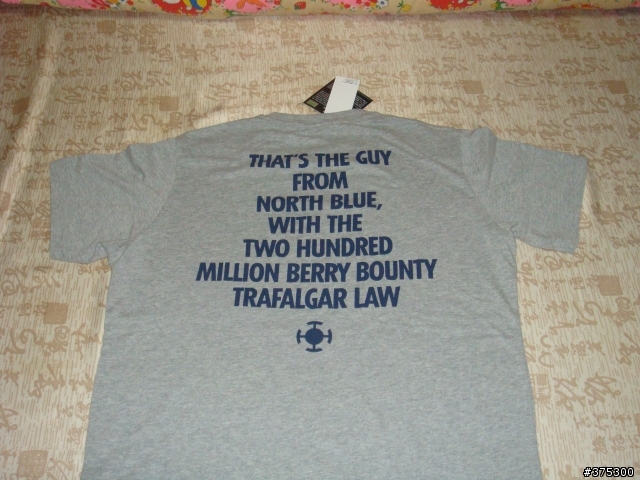 THAT'S THE GUY
FROM
NORTH BLUE,
WITH THE
TWO HUNDRED
MILLION BERRY BOUNTY
TRAFALGAR LAW
#375300